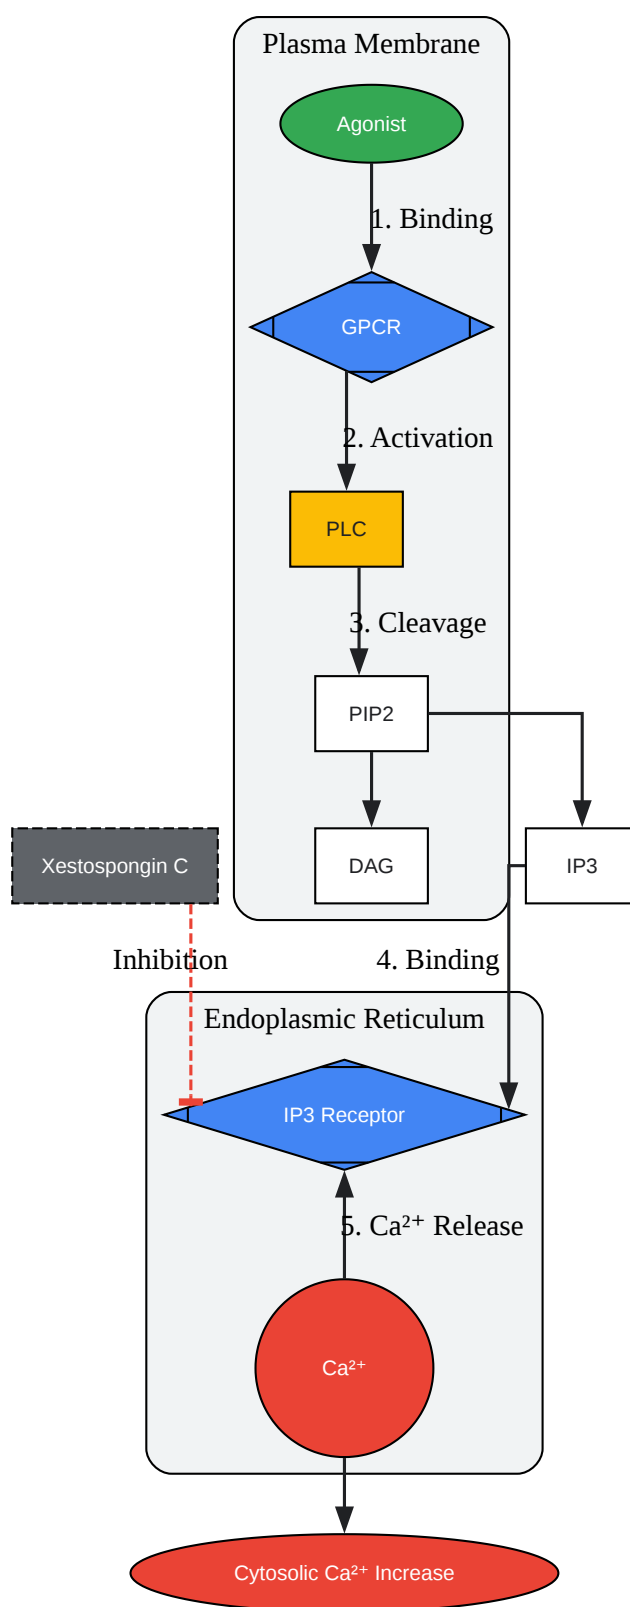 Plasma Membrane
Agonist
1. Binding
GPCR
2. Activation
PLC
3. Cleavage
PIP2
Xestospongin C
DAG
IP3
Inhibition
4. Binding
Endoplasmic Reticulum
IP3 Receptor
5. Ca²⁺ Release
Ca²⁺
Cytosolic Ca²⁺ Increase